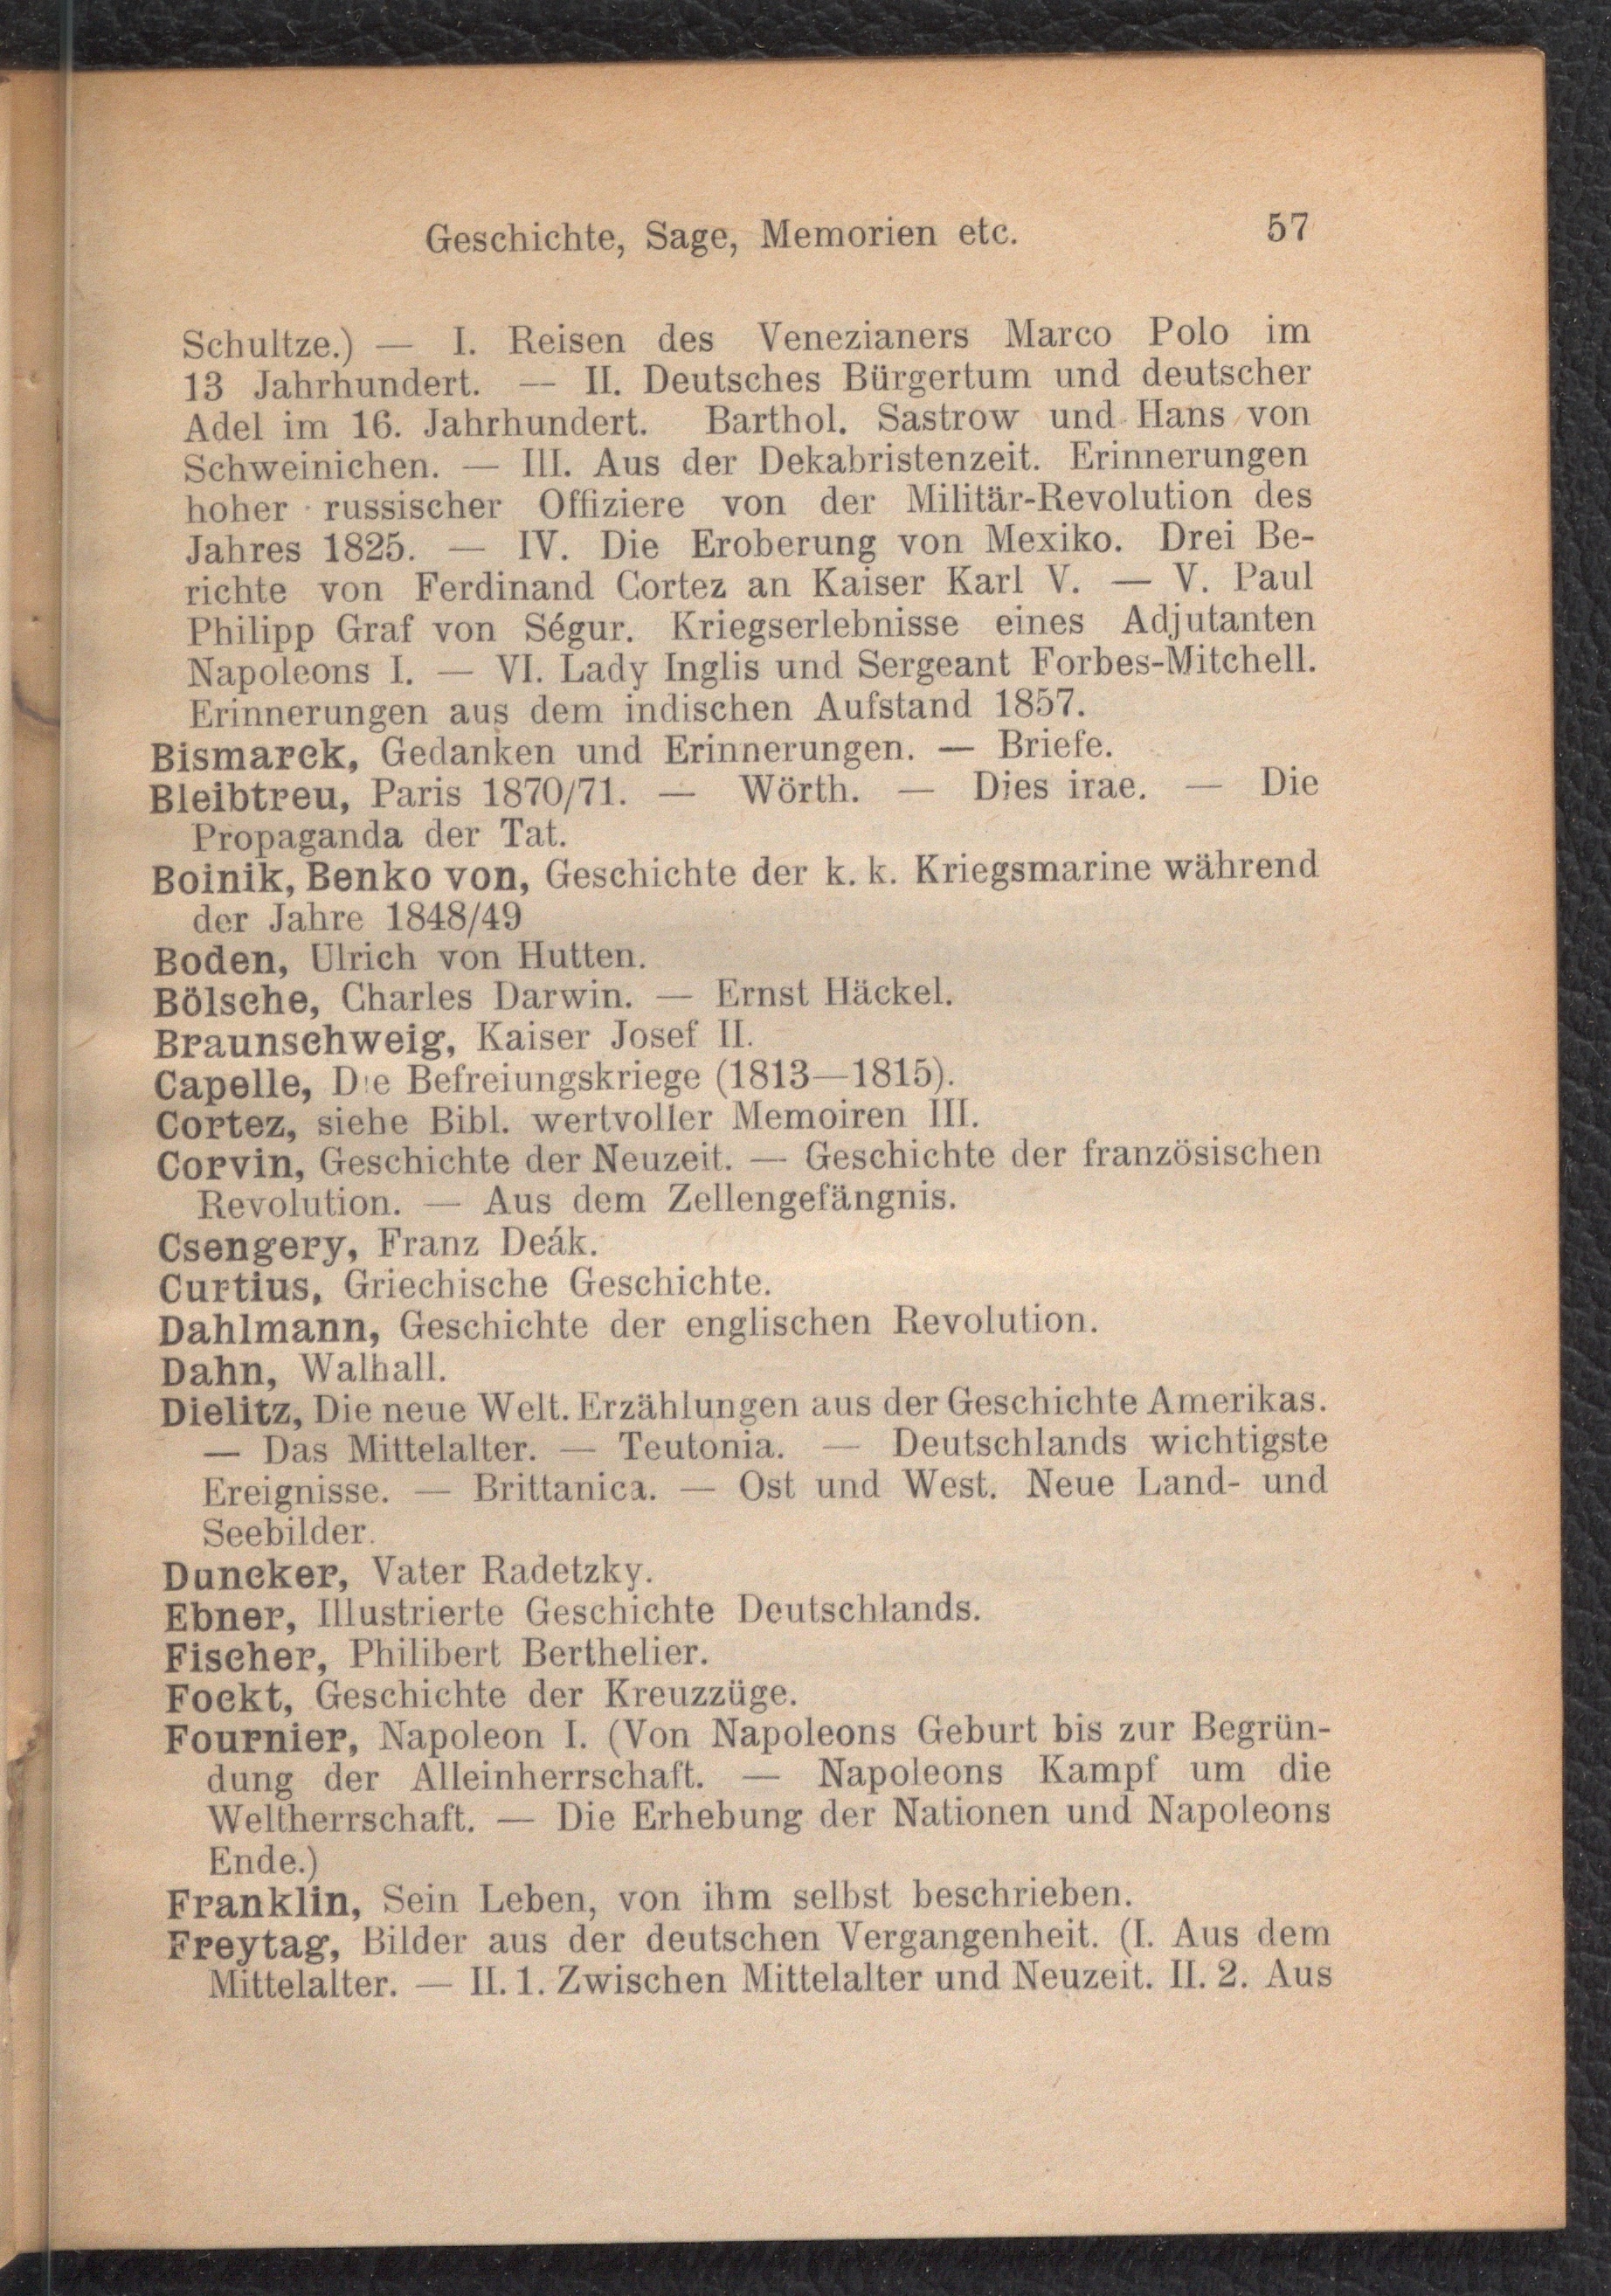 Geschichte, Sage, Memorien etc. 57
Schultze.) — I. Reisen des Venezianers Marco Polo im
13 Jahrhundert. — II. Deutsches Bürgertum und deutscher
Adel im 16. Jahrhundert. Barthol. Sastrow und Hans von
Schweinichen. — III. Aus der Dekabristenzeit. Erinnerungen
hoher russischer Offiziere von der Militär-Revolution des
Jahres 1825. — IV. Die Eroberung von Mexiko. Drei Be-
richte von Ferdinand Cortez an Kaiser Karl V. — V. Paul
Philipp Graf von Ségur. Kriegserlebnisse eines Adjutanten
Napoleons I. — VI. Lady Inglis und Sergeant Forbes-Mitchell.
Erinnerungen aus dem indischen Aufstand 1857.
Bismarck, Gedanken und Erinnerungen. — Briefe.
Bleibtreu, Paris 1870/71. — Wörth. — Dies irae. — Die
Propaganda der Tat.
Boinik, Benko von, Geschichte der k. k. Kriegsmarine während
der Jahre 1848/49
Boden, Ulrich von Hutten.
Bölsche, Charles Darwin. — Ernst Häckel.
Braunschweig, Kaiser Josef II.
Capelle, Die Befreiungskriege (1813—1815).
Cortez, siehe Bibl. wertvoller Memoiren III.
Corvin, Geschichte der Neuzeit. — Geschichte der französischen
Revolution. — Aus dem Zellengefängnis.
Csengery, Franz Deák.
Curtius, Griechische Geschichte.
Dahlmann, Geschichte der englischen Revolution.
Dahn, Walhall.
Dielitz, Die neue Welt. Erzählungen aus der Geschichte Amerikas.
— Das Mittelalter. — Teutonia. — Deutschlands wichtigste
Ereignisse. — Brittanica. — Ost und West. Neue Land- und
Seebilder.
Duncker, Vater Radetzky.
Ebner, Illustrierte Geschichte Deutschlands.
Fischer, Philibert Berthelier.
Fockt, Geschichte der Kreuzzüge.
Fournier, Napoleon I. (Von Napoleons Geburt bis zur Begrün-
dung der Alleinherrschaft. — Napoleons Kampf um die
Weltherrschaft. — Die Erhebung der Nationen und Napoleons
Ende.)
Franklin, Sein Leben, von ihm selbst beschrieben.
Freytag, Bilder aus der deutschen Vergangenheit. (I. Aus dem
Mittelalter. — II. 1. Zwischen Mittelalter und Neuzeit. II. 2. Aus